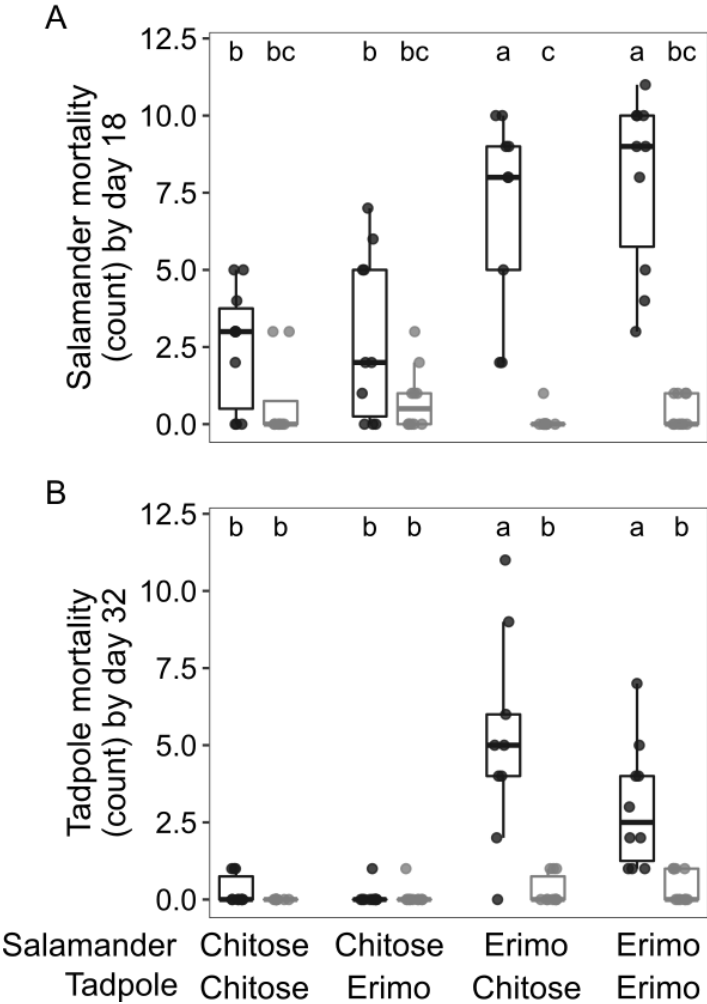 A
Salamander mortality
(count) by day 18
12.5
10.0
7.5
5.0
2.5
0.0
b bc b bc a c a bc
B
Tadpole mortality
(count) by day 32
12.5
10.0
7.5
5.0
2.5
0.0
b b b b a b a b
Salamander Chitose Chitose Erimo Erimo
Tadpole Chitose Erimo Chitose Erimo